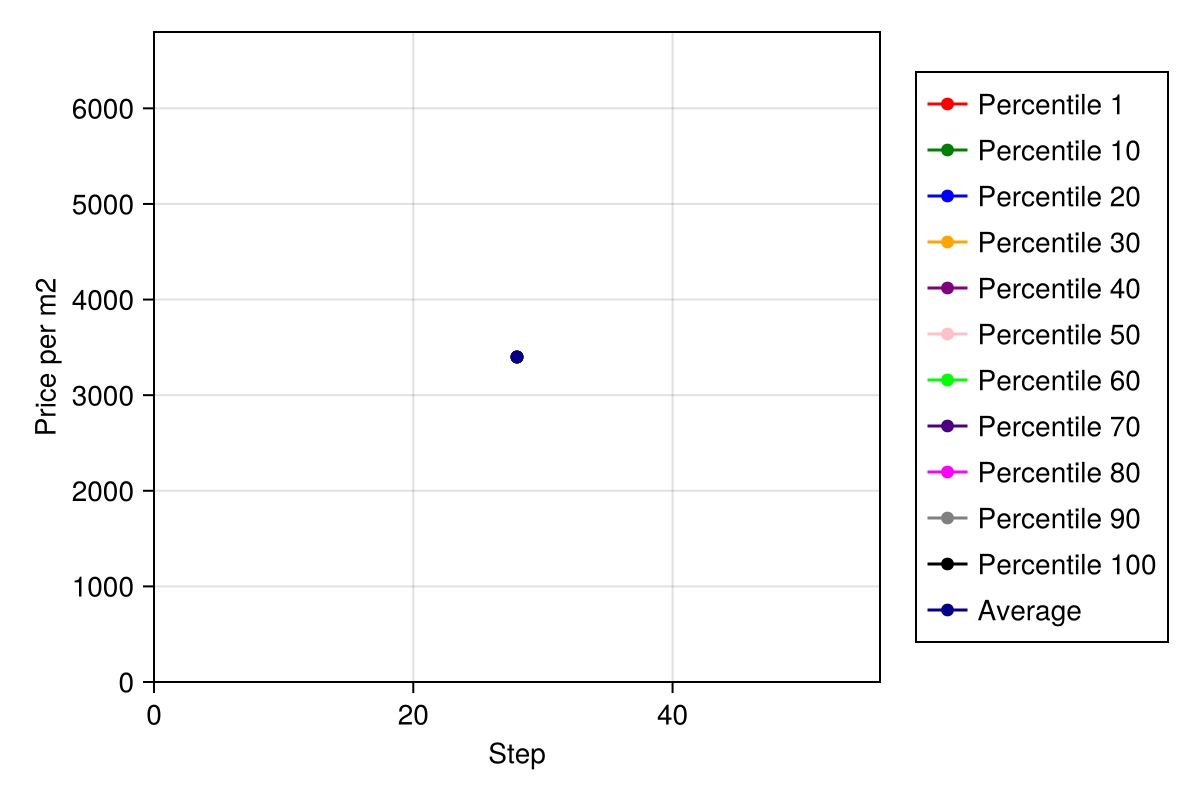 Price per m2
6000
5000
4000
3000
2000
1000
0
0
20
40
Step
Percentile 1
Percentile 10
Percentile 20
Percentile 30
Percentile 40
Percentile 50
Percentile 60
Percentile 70
Percentile 80
Percentile 90
Percentile 100
Average